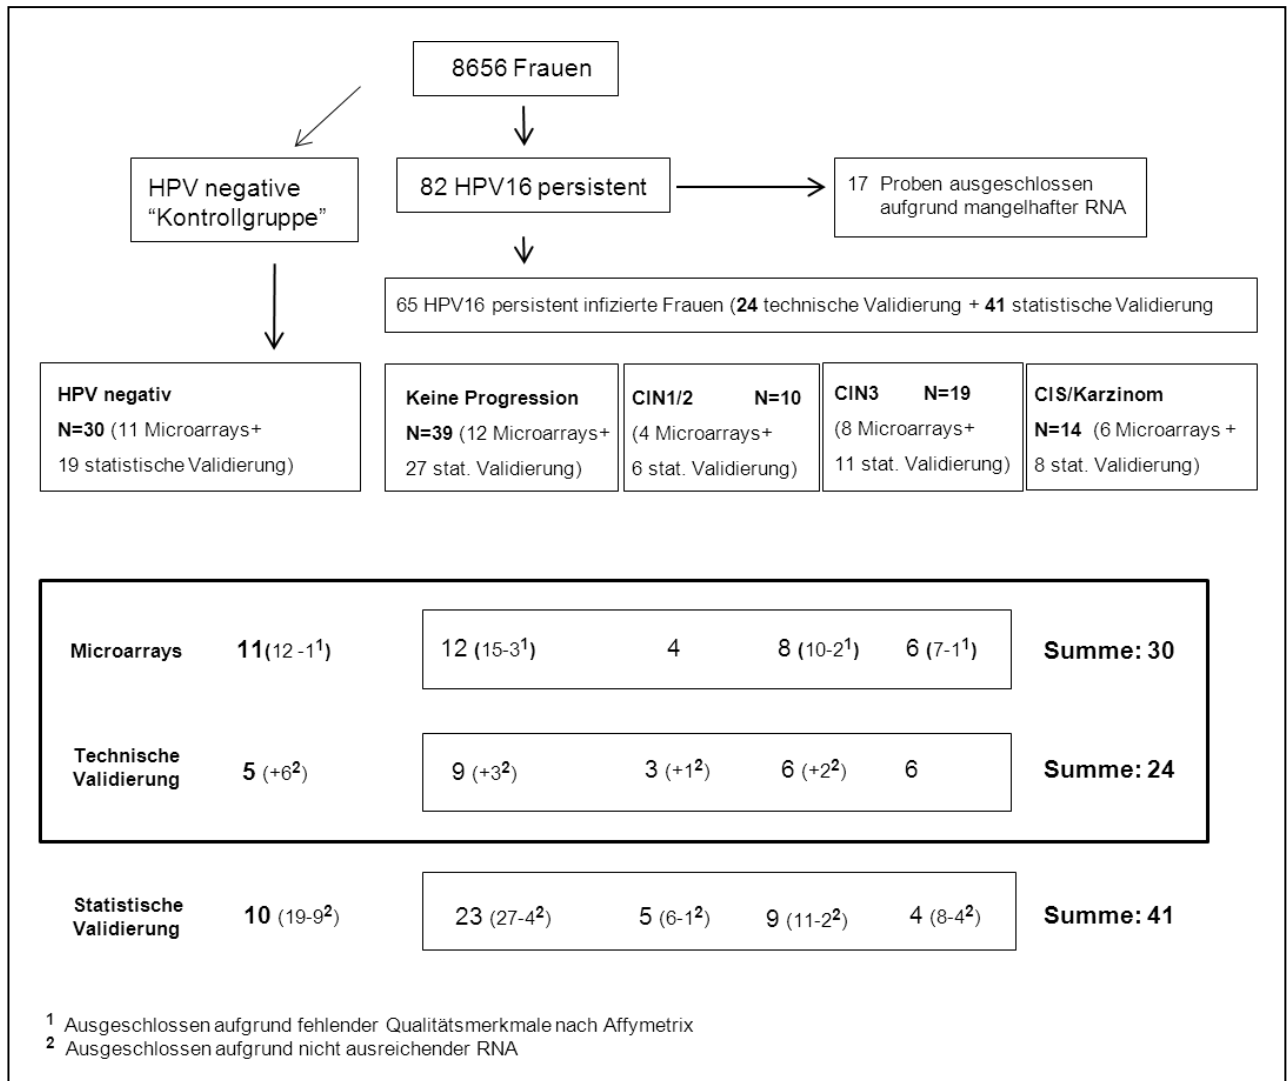 8656 Frauen
HPV negative
“Kontrollgruppe”
82 HPV16 persistent
17 Proben ausgeschlossen
aufgrund mangelhafter RNA
65 HPV16 persistent infizierte Frauen (24 technische Validierung + 41 statistische Validierung
HPV negativ
N=30 (11 Microarrays+
19 statistische Validierung)
Keine Progression
N=39 (12 Microarrays+
27 stat. Validierung)
CIN1/2 N=10
(4 Microarrays+
6 stat. Validierung)
CIN3 N=19
(8 Microarrays+
11 stat. Validierung)
CIS/Karzinom
N=14 (6 Microarrays +
8 stat. Validierung)
Microarrays 11(12 -1¹) 12 (15-3¹) 4 8 (10-2¹) 6 (7-1¹) Summe: 30
Technische
Validierung 5 (+6²) 9 (+3²) 3 (+1²) 6 (+2²) 6 Summe: 24
Statistische
Validierung 10 (19-9²) 23 (27-4²) 5 (6-1²) 9 (11-2²) 4 (8-4²) Summe: 41
¹ Ausgeschlossen aufgrund fehlender Qualitätsmerkmale nach Affymetrix
² Ausgeschlossen aufgrund nicht ausreichender RNA